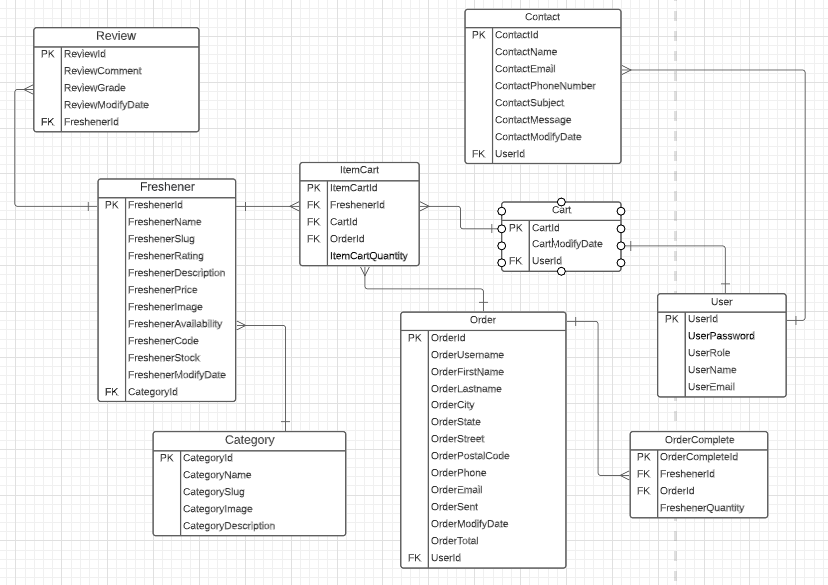 Review
PK ReviewId
ReviewComment
ReviewGrade
ReviewModifyDate
FK FreshenerId
Contact
PK ContactId
ContactName
ContactEmail
ContactPhoneNumber
ContactSubject
ContactMessage
ContactModifyDate
FK UserId
Freshener
PK FreshenerId
FreshenerName
FreshenerSlug
FreshenerRating
FreshenerDescription
FreshenerPrice
FreshenerImage
FreshenerAvailability
FreshenerCode
FreshenerStock
FreshenerModifyDate
FK CategoryId
ItemCart
PK ItemCartId
FK FreshenerId
FK CartId
FK OrderId
ItemCartQuantity
Cart
PK CartId
CartModifyDate
FK UserId
User
PK UserId
UserPassword
UserRole
UserName
UserEmail
Order
PK OrderId
OrderUsername
OrderFirstName
OrderLastname
OrderCity
OrderState
OrderStreet
OrderPostalCode
OrderPhone
OrderEmail
OrderSent
OrderModifyDate
OrderTotal
FK UserId
Category
PK CategoryId
CategoryName
CategorySlug
CategoryImage
CategoryDescription
OrderComplete
PK OrderCompleteId
FK FreshenerId
FK OrderId
FreshenerQuantity